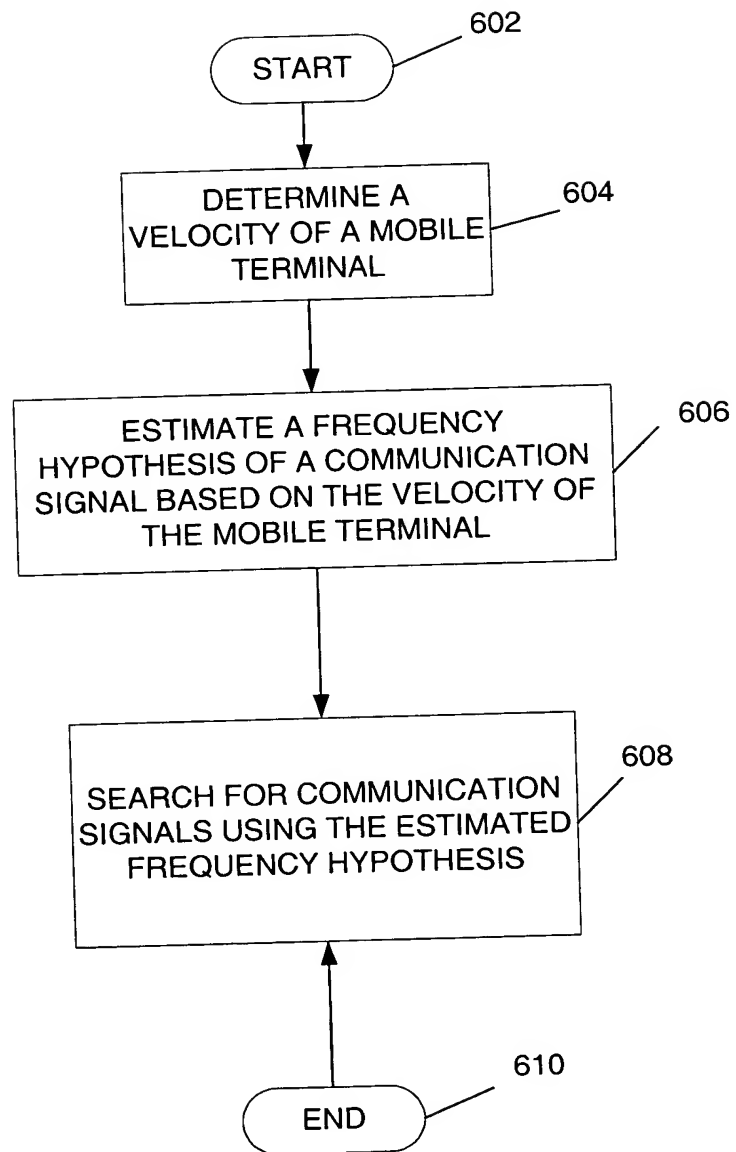 602
START
DETERMINE A
VELOCITY OF A MOBILE
TERMINAL
604
ESTIMATE A FREQUENCY
HYPOTHESIS OF A COMMUNICATION
SIGNAL BASED ON THE VELOCITY OF
THE MOBILE TERMINAL
606
SEARCH FOR COMMUNICATION
SIGNALS USING THE ESTIMATED
FREQUENCY HYPOTHESIS
608
610
END